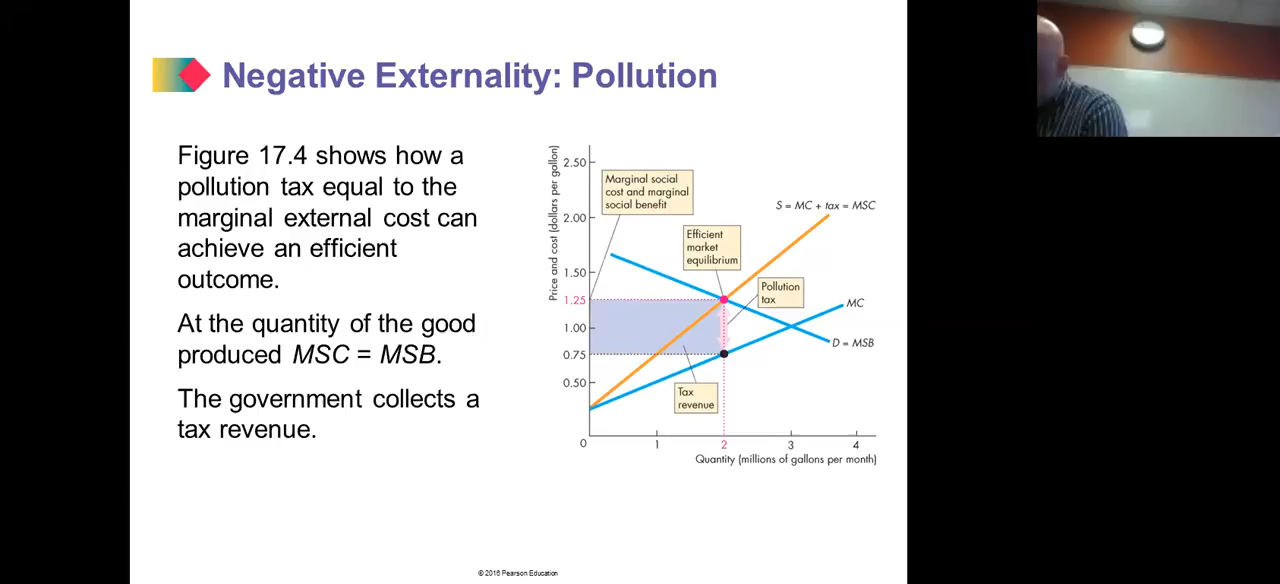 Negative Externality: Pollution
Figure 17.4 shows how a
pollution tax equal to the
marginal external cost can
achieve an efficient
outcome.
At the quantity of the good
produced MSC = MSB.
The government collects a
tax revenue.
Price and cost (dollars per gallon)
2.50
2.00
1.50
1.25
1.00
0.75
0.50
0
Marginal social
cost and marginal
social benefit
S = MC + tax = MSC
Efficient
market
equilibrium
Pollution
tax
MC
D = MSB
Tax
revenue
1
2
3
4
Quantity (millions of gallons per month)
© 2016 Pearson Education